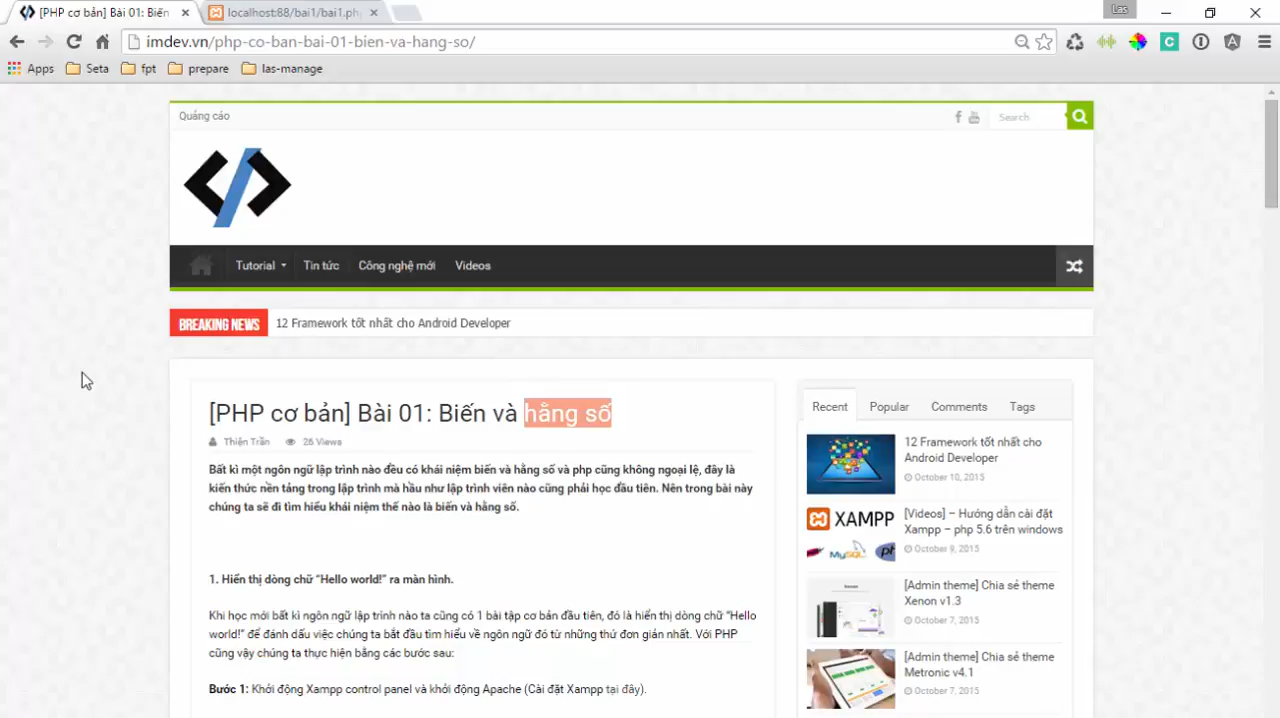 [PHP cơ bản] Bài 01: Biến
localhost:88/bai1/bai1.php
Las
imdev.vn/php-co-ban-bai-01-bien-va-hang-so/
Apps Seta fpt prepare las-manage
Quảng cáo
Search
Tutorial Tin tức Công nghệ mới Videos
BREAKING NEWS 12 Framework tốt nhất cho Android Developer
[PHP cơ bản] Bài 01: Biến và hằng số
Thiện Trần 26 Views
Bất kì một ngôn ngữ lập trình nào đều có khái niệm biến và hằng số và php cũng không ngoại lệ, đây là
kiến thức nền tảng trong lập trình mà hầu như lập trình viên nào cũng phải học đầu tiên. Nên trong bài này
chúng ta sẽ đi tìm hiểu khái niệm thế nào là biến và hằng số.
1. Hiển thị dòng chữ “Hello world!” ra màn hình.
Khi học mới bất kì ngôn ngữ lập trình nào ta cũng có 1 bài tập cơ bản đầu tiên, đó là hiển thị dòng chữ “Hello
world!” để đánh dấu việc chúng ta bắt đầu tìm hiểu về ngôn ngữ đó từ những thứ đơn giản nhất. Với PHP
cũng vậy chúng ta thực hiện bằng các bước sau:
Bước 1: Khởi động Xampp control panel và khởi động Apache (Cài đặt Xampp tại đây).
Recent Popular Comments Tags
12 Framework tốt nhất cho
Android Developer
October 10, 2015
XAMPP
MySQL
php
[Videos] – Hướng dẫn cài đặt
Xampp – php 5.6 trên windows
October 9, 2015
[Admin theme] Chia sẻ theme
Xenon v1.3
October 7, 2015
[Admin theme] Chia sẻ theme
Metronic v4.1
October 7, 2015